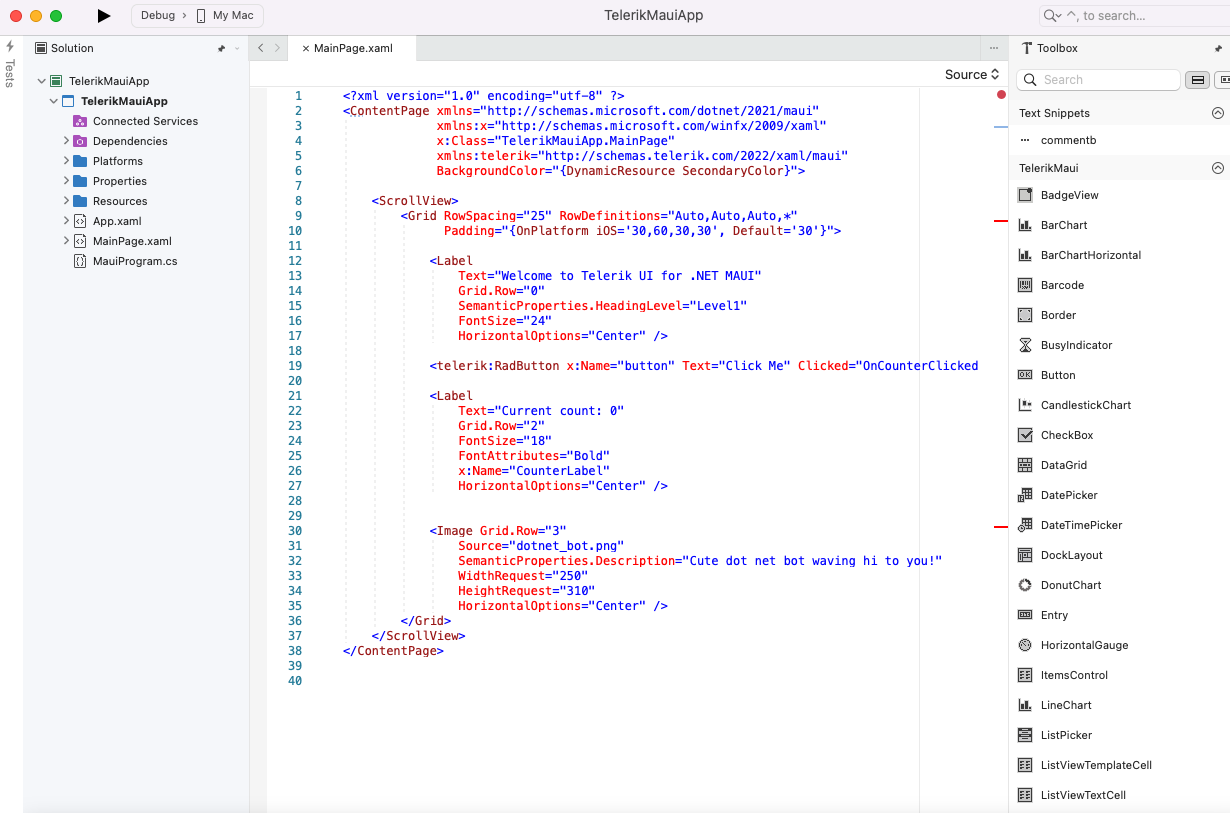 Debug › My Mac
TelerikMauiApp
^, to search...
Tests
Solution
TelerikMauiApp
TelerikMauiApp
Connected Services
Dependencies
Platforms
Properties
Resources
App.xaml
MainPage.xaml
MauiProgram.cs
MainPage.xaml
Source
1 <?xml version="1.0" encoding="utf-8" ?>
2 <ContentPage xmlns="http://schemas.microsoft.com/dotnet/2021/maui"
3 xmlns:x="http://schemas.microsoft.com/winfx/2009/xaml"
4 x:Class="TelerikMauiApp.MainPage"
5 xmlns:telerik="http://schemas.telerik.com/2022/xaml/maui"
6 BackgroundColor="{DynamicResource SecondaryColor}">
7
8 <ScrollView>
9 <Grid RowSpacing="25" RowDefinitions="Auto,Auto,Auto,*"
10 Padding="{OnPlatform iOS='30,60,30,30', Default='30'}">
11
12 <Label
13 Text="Welcome to Telerik UI for .NET MAUI"
14 Grid.Row="0"
15 SemanticProperties.HeadingLevel="Level1"
16 FontSize="24"
17 HorizontalOptions="Center" />
18
19 <telerik:RadButton x:Name="button" Text="Click Me" Clicked="OnCounterClicked
20
21 <Label
22 Text="Current count: 0"
23 Grid.Row="2"
24 FontSize="18"
25 FontAttributes="Bold"
26 x:Name="CounterLabel"
27 HorizontalOptions="Center" />
28
29
30 <Image Grid.Row="3"
31 Source="dotnet_bot.png"
32 SemanticProperties.Description="Cute dot net bot waving hi to you!"
33 WidthRequest="250"
34 HeightRequest="310"
35 HorizontalOptions="Center" />
36 </Grid>
37 </ScrollView>
38 </ContentPage>
39
40
Toolbox
Search
Text Snippets
commentb
TelerikMaui
BadgeView
BarChart
BarChartHorizontal
Barcode
Border
BusyIndicator
Button
CandlestickChart
CheckBox
DataGrid
DatePicker
DateTimePicker
DockLayout
DonutChart
Entry
HorizontalGauge
ItemsControl
LineChart
ListPicker
ListViewTemplateCell
ListViewTextCell